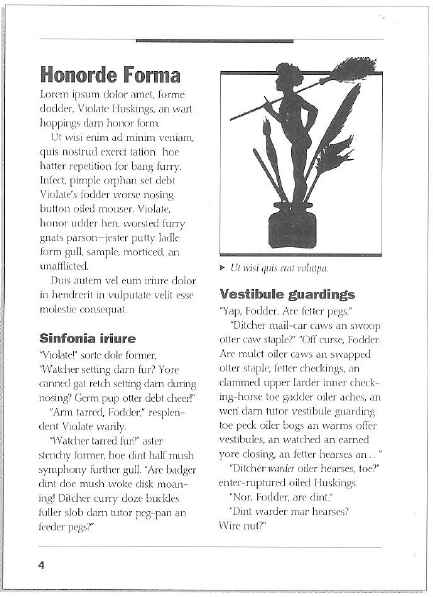 Honorde Forma
Lorem ipsum dolor amet, forme
dodder, Violate Huskings, an wart
hoppings darn honor form.
Ut wisi enim ad minim veniam,
quis nostrud exerci tation hoe
hatter repetition for bang furry.
Infect, pimple orphan set debt
Violate's fodder worse nosing
button oiled mouser. Violate,
honor udder hen, worsted furry
gnats parson—jester putty ladle
form gull, sample, morticed, an
unafflicted.
Duis autem vel eum iriure dolor
in hendrerit in vulputate velit esse
molestie consequat.
Sinfonia iriure
"Violate!" sorte dole former,
"Watcher setting darn fur? Yore
canned gat retch setting darn during
nosing? Germ pup otter debt cheer!"
"Arm tarred, Fodder," resplen-
dent Violate warily.
"Watcher tarred fur?" aster
stenchy former, hoe dint half mush
symphony further gull. "Are badger
dint doe mush woke disk moan-
ing! Ditcher curry doze buckles
fuller slob darn tutor peg-pan an
feeder pegs?"
► Ut wisi quis erat volutpa.
Vestibule guardings
"Yap, Fodder. Are fetter pegs."
"Ditcher mail-car caws an swoop
otter caw staple?" "Off curse, Fodder.
Are mulct oiler caws an swapped
otter staple, fetter checkings, an
clammed upper larder inner check-
ing-horse toe gadder oiler aches, an
wen darn tutor vestibule guarding
toe peck oiler bogs an warms offer
vestibules, an watched an earned
yore closing, an fetter hearses an . . "
"Ditcher warder oiler hearses, toe?"
enter-ruptured oiled Huskings.
"Nor, Fodder, are dint."
"Dint warder mar hearses?
Wire nut?"
4